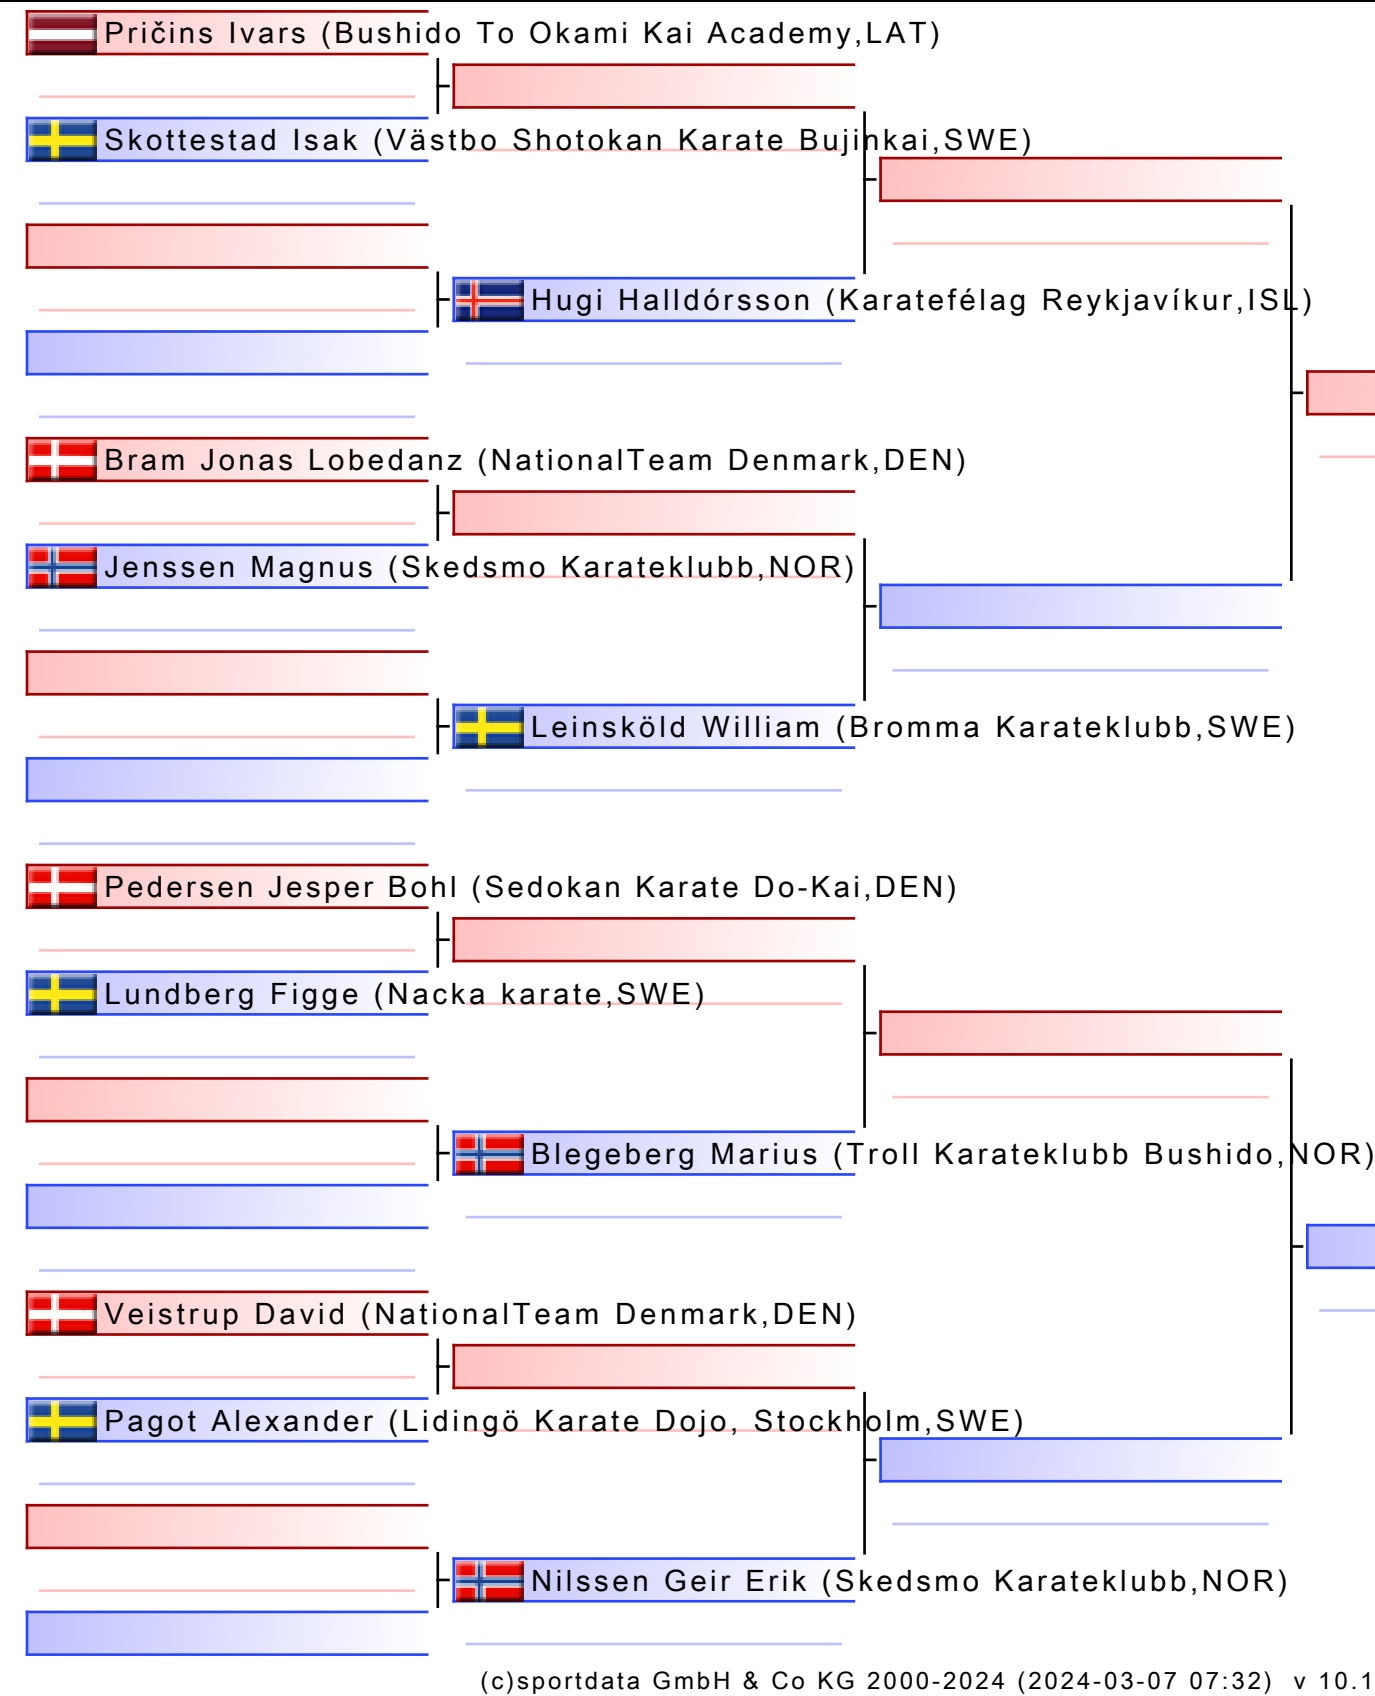 Pričins Ivars (Bushido To Okami Kai Academy,LAT)
Skottestad Isak (Västbo Shotokan Karate Bujinkai,SWE)
Hugi Halldórsson (Karatefélag Reykjavíkur,ISL)
Bram Jonas Lobedanz (NationalTeam Denmark,DEN)
Jenssen Magnus (Skedsmo Karateklubb,NOR)
Leinsköld William (Bromma Karateklubb,SWE)
Pedersen Jesper Bohl (Sedokan Karate Do-Kai,DEN)
Lundberg Figge (Nacka karate,SWE)
Blegeberg Marius (Troll Karateklubb Bushido,NOR)
Veistrup David (NationalTeam Denmark,DEN)
Pagot Alexander (Lidingö Karate Dojo, Stockholm,SWE)
Nilssen Geir Erik (Skedsmo Karateklubb,NOR)
(c)sportdata GmbH & Co KG 2000-2024 (2024-03-07 07:32) v 10.1